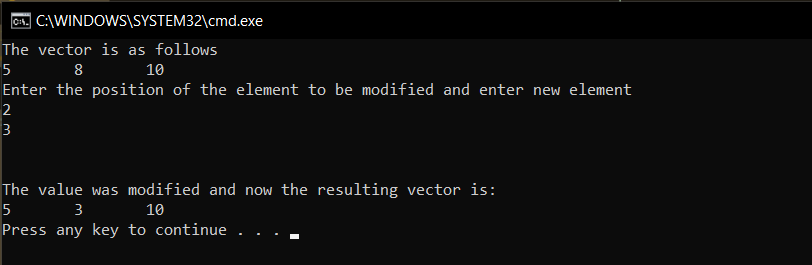 C:\WINDOWS\SYSTEM32\cmd.exe
The vector is as follows
5 8 10
Enter the position of the element to be modified and enter new element
2
3
The value was modified and now the resulting vector is:
5 3 10
Press any key to continue . . .